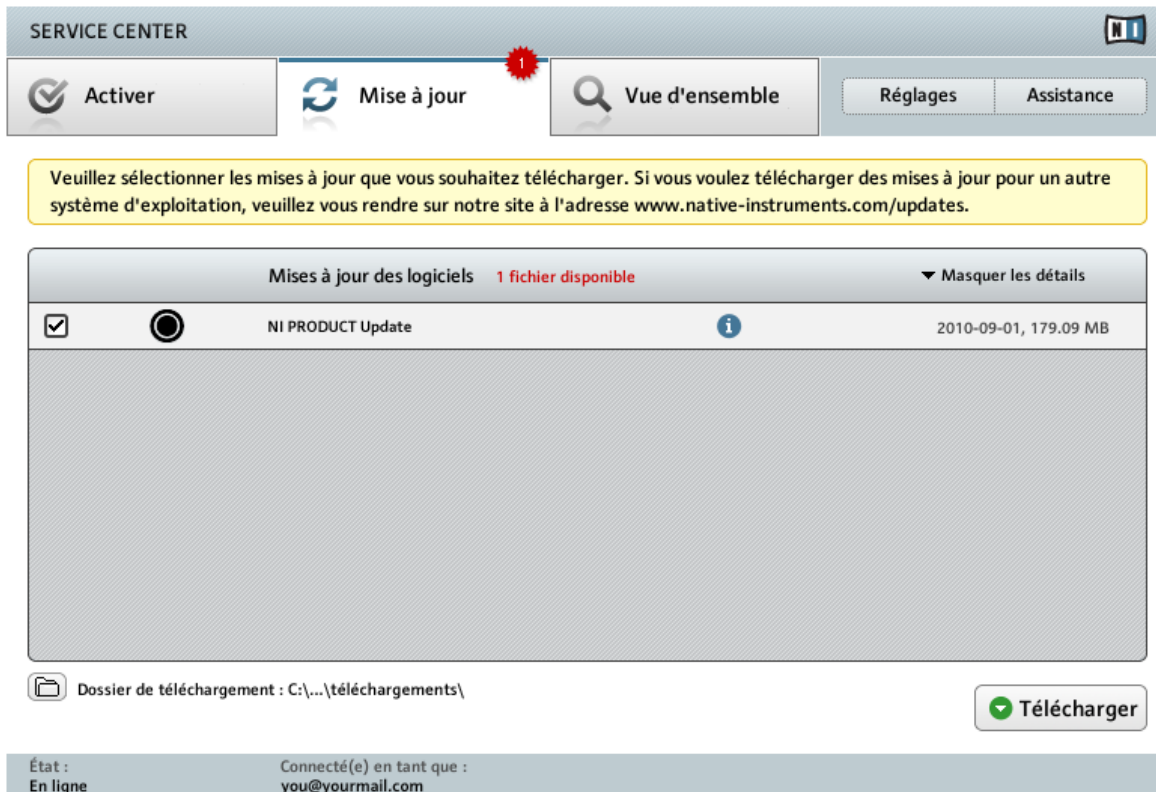 SERVICE CENTER
NI
Activer
Mise à jour
1
Vue d'ensemble
Réglages
Assistance
Veuillez sélectionner les mises à jour que vous souhaitez télécharger. Si vous voulez télécharger des mises à jour pour un autre
système d'exploitation, veuillez vous rendre sur notre site à l'adresse www.native-instruments.com/updates.
Mises à jour des logiciels 1 fichier disponible
Masquer les détails
NI PRODUCT Update
i
2010-09-01, 179.09 MB
Dossier de téléchargement : C:\...\téléchargements\
Télécharger
État :
En ligne
Connecté(e) en tant que :
you@yourmail.com